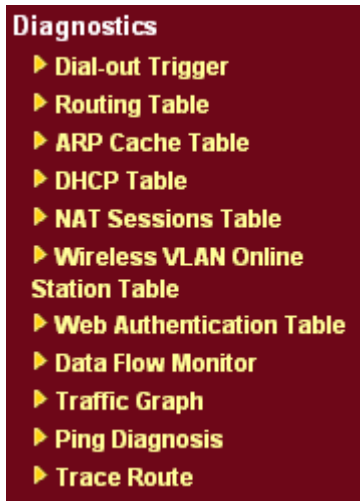 Diagnostics
Dial-out Trigger
Routing Table
ARP Cache Table
DHCP Table
NAT Sessions Table
Wireless VLAN Online
Station Table
Web Authentication Table
Data Flow Monitor
Traffic Graph
Ping Diagnosis
Trace Route